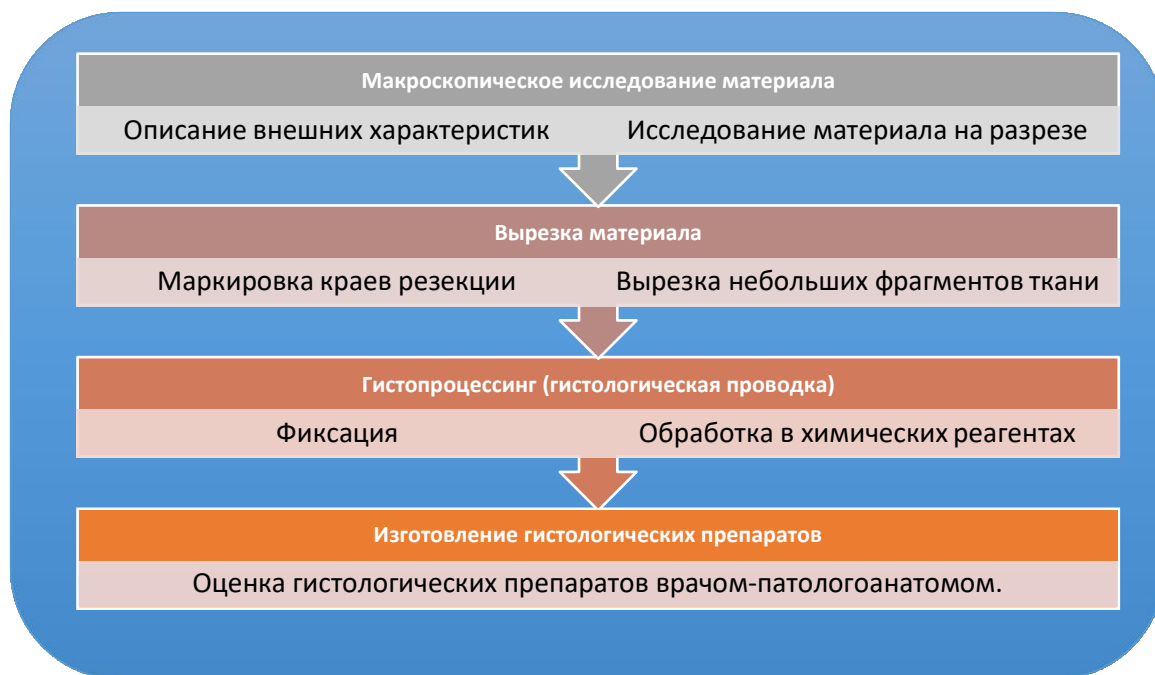 Макроскопическое исследование материала
Описание внешних характеристик Исследование материала на разрезе
Вырезка материала
Маркировка краев резекции Вырезка небольших фрагментов ткани
Гистопроцессинг (гистологическая проводка)
Фиксация Обработка в химических реагентах
Изготовление гистологических препаратов
Оценка гистологических препаратов врачом-патологоанатомом.